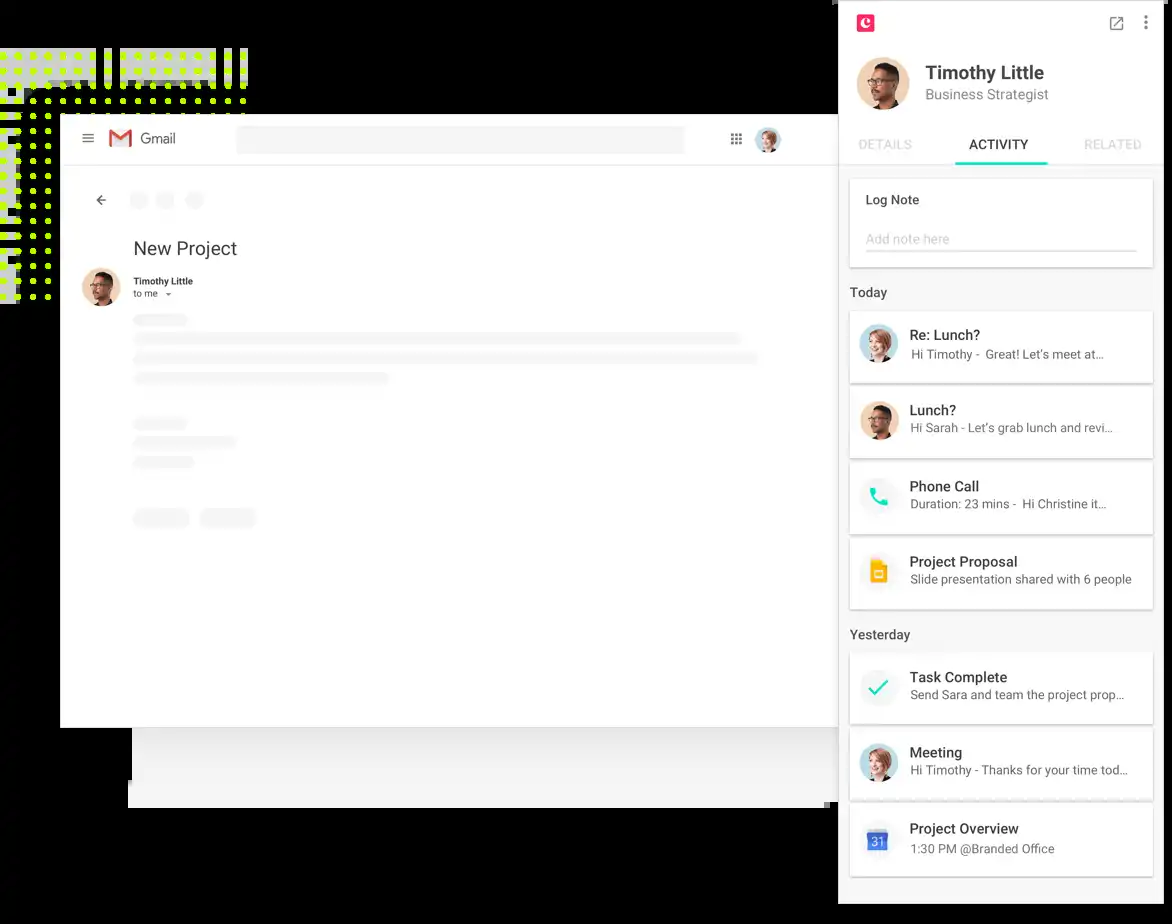 Gmail
New Project
Timothy Little
to me
Timothy Little
Business Strategist
DETAILS ACTIVITY RELATED
Log Note
Add note here
Today
Re: Lunch?
Hi Timothy - Great! Let's meet at...
Lunch?
Hi Sarah - Let's grab lunch and revi...
Phone Call
Duration: 23 mins - Hi Christine it...
Project Proposal
Slide presentation shared with 6 people
Yesterday
Task Complete
Send Sara and team the project prop...
Meeting
Hi Timothy - Thanks for your time tod...
31
Project Overview
1:30 PM @Branded Office